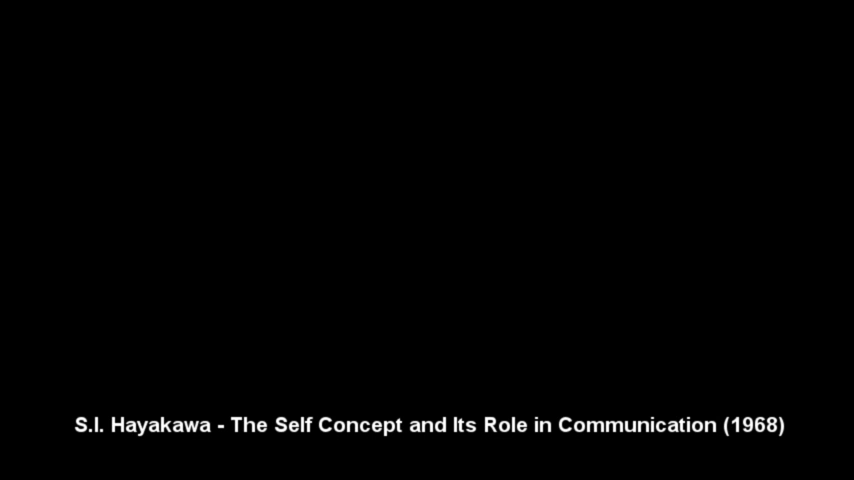 S.I. Hayakawa - The Self Concept and Its Role in Communication (1968)